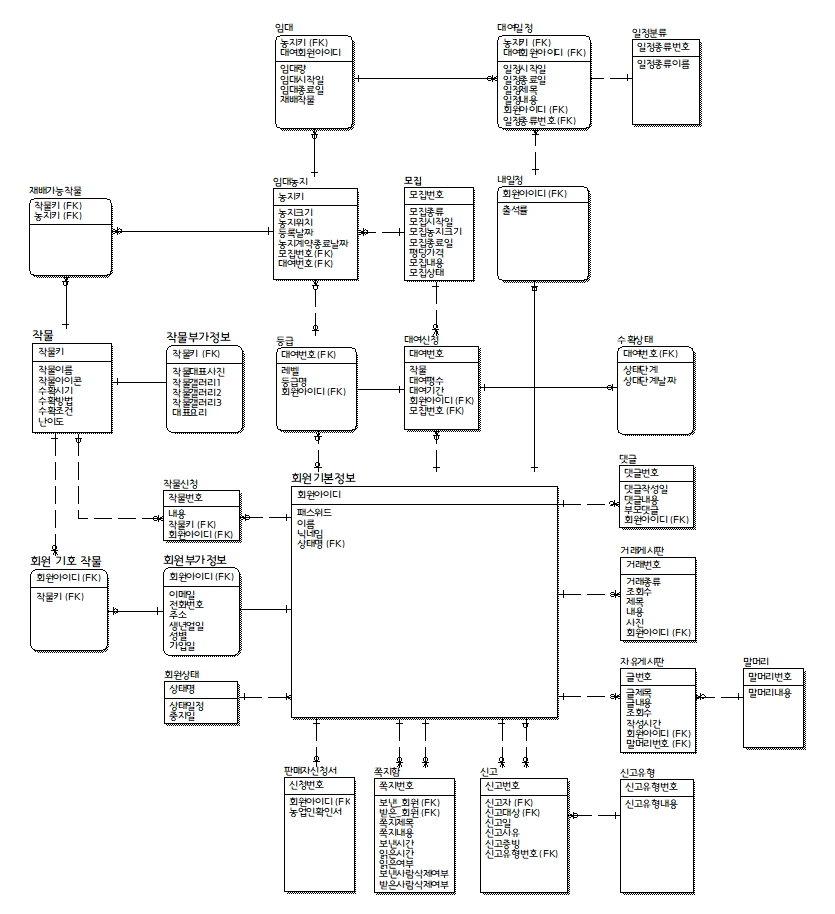 임대
농지키 (FK)
대여회원아이디
임대량
임대시작일
임대종료일
재배작물
대여일정
농지키 (FK)
대여회원아이디 (FK)
일정시작일
일정종료일
일정제목
일정내용
회원아이디 (FK)
일정종류번호 (FK)
일정분류
일정종류번호
일정종류이름
재배가능작물
작물키 (FK)
농지키 (FK)
임대농지
농지키
농지크기
농지위치
등록날짜
농지계약종료날짜
모집번호 (FK)
대여번호 (FK)
모집
모집번호
모집종류
모집시작일
모집농지크기
모집종료일
평당가격
모집내용
모집상태
내일정
회원아이디 (FK)
출석률
작물
작물키
작물이름
작물아이콘
수확시기
수확방법
수확조건
난이도
작물부가정보
작물키 (FK)
작물대표사진
작물갤러리1
작물갤러리2
작물갤러리3
대표요리
등급
대여번호 (FK)
레벨
등급명
회원아이디 (FK)
대여신청
대여번호
작물
대여평수
대여기간
회원아이디 (FK)
모집번호 (FK)
수확상태
대여번호 (FK)
상태단계
상태단계날짜
작물신청
작물번호
내용
작물키 (FK)
회원아이디 (FK)
회원기본정보
회원아이디
패스워드
이름
닉네임
상태명 (FK)
댓글
댓글번호
댓글작성일
댓글내용
부모댓글
회원아이디 (FK)
회원 기호 작물
회원아이디 (FK)
작물키 (FK)
회원부가정보
회원아이디 (FK)
이메일
전화번호
주소
생년월일
성별
가입일
거래게시판
거래번호
거래종류
조회수
제목
내용
사진
회원아이디 (FK)
회원상태
상태명
상태일정
중지일
자유게시판
글번호
글제목
글내용
조회수
작성시간
회원아이디 (FK)
말머리번호 (FK)
말머리
말머리번호
말머리내용
판매자신청서
신청번호
회원아이디 (FK
농업인확인서
쪽지함
쪽지번호
보낸_회원 (FK)
받은_회원 (FK)
쪽지제목
쪽지내용
보낸시간
읽은시간
읽은여부
보낸사람삭제여부
받은사람삭제여부
신고
신고번호
신고자 (FK)
신고대상 (FK)
신고일
신고사유
신고증빙
신고유형번호 (FK)
신고유형
신고유형번호
신고유형내용